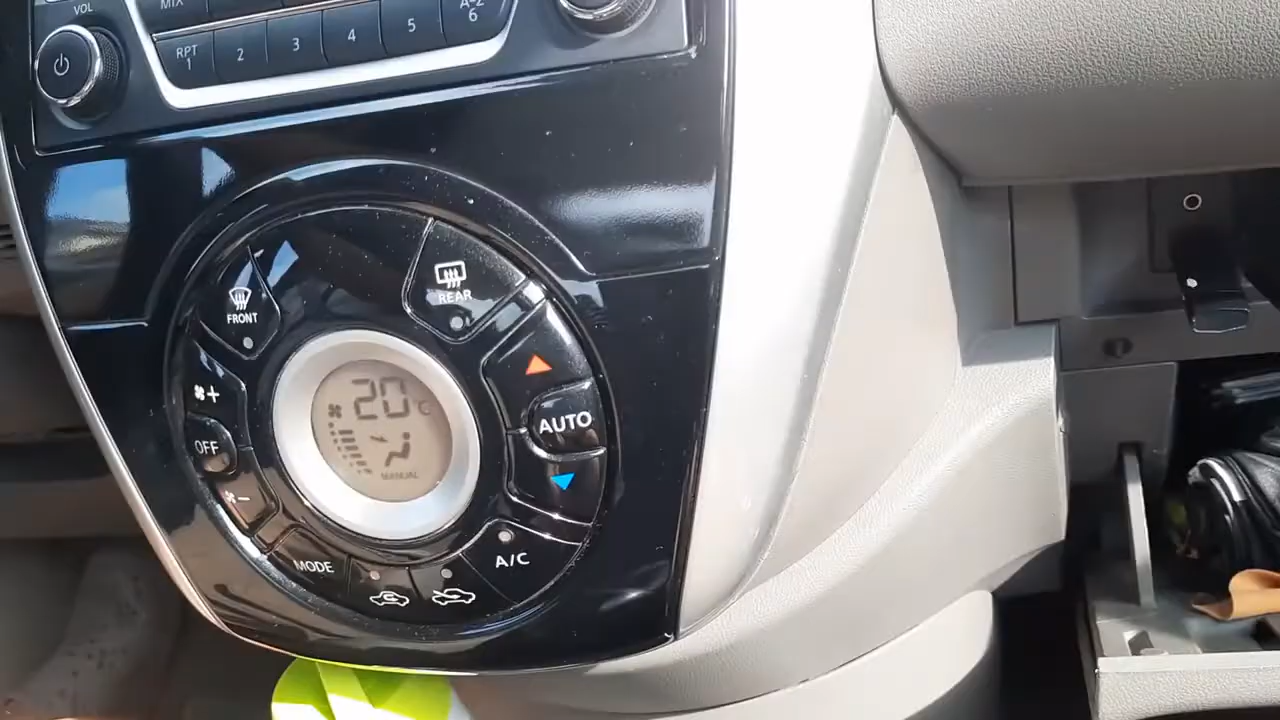 VOL
MIX
A-Z
RPT
1
2
3
4
5
6
REAR
FRONT
20°C
AUTO
OFF
MANUAL
MODE
A/C